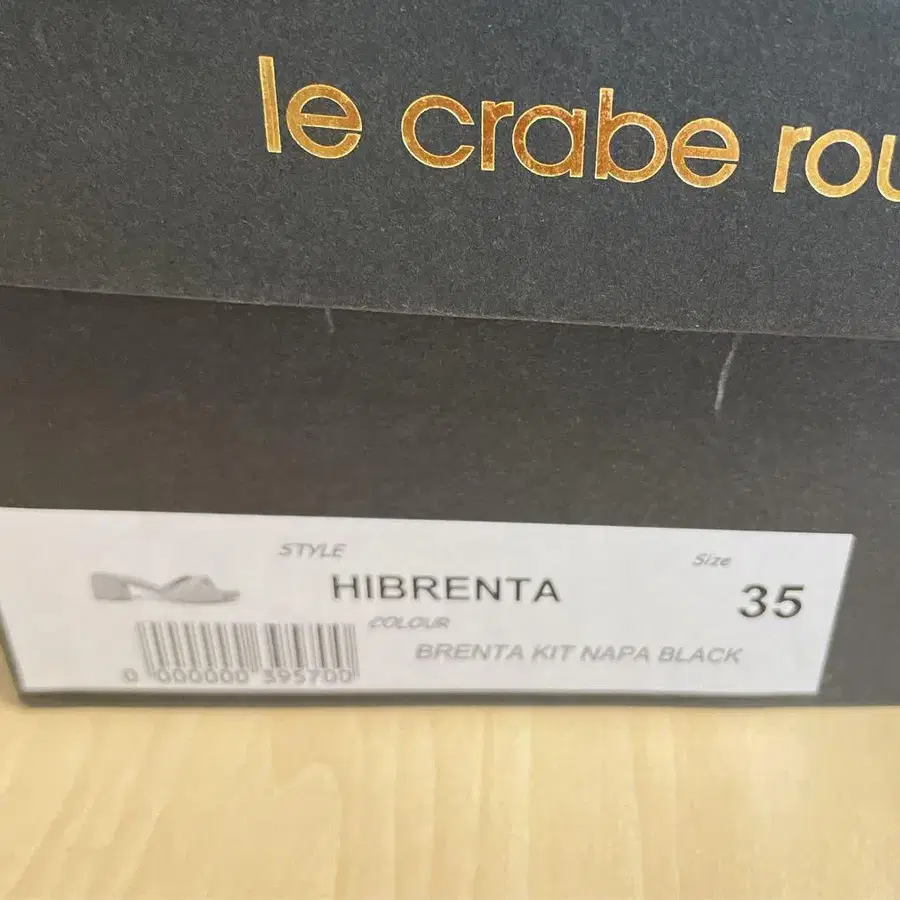 le crabe rou
STYLE
Size
HIBRENTA
35
COLOUR
BRENTA KIT NAPA BLACK
0 000000 395700